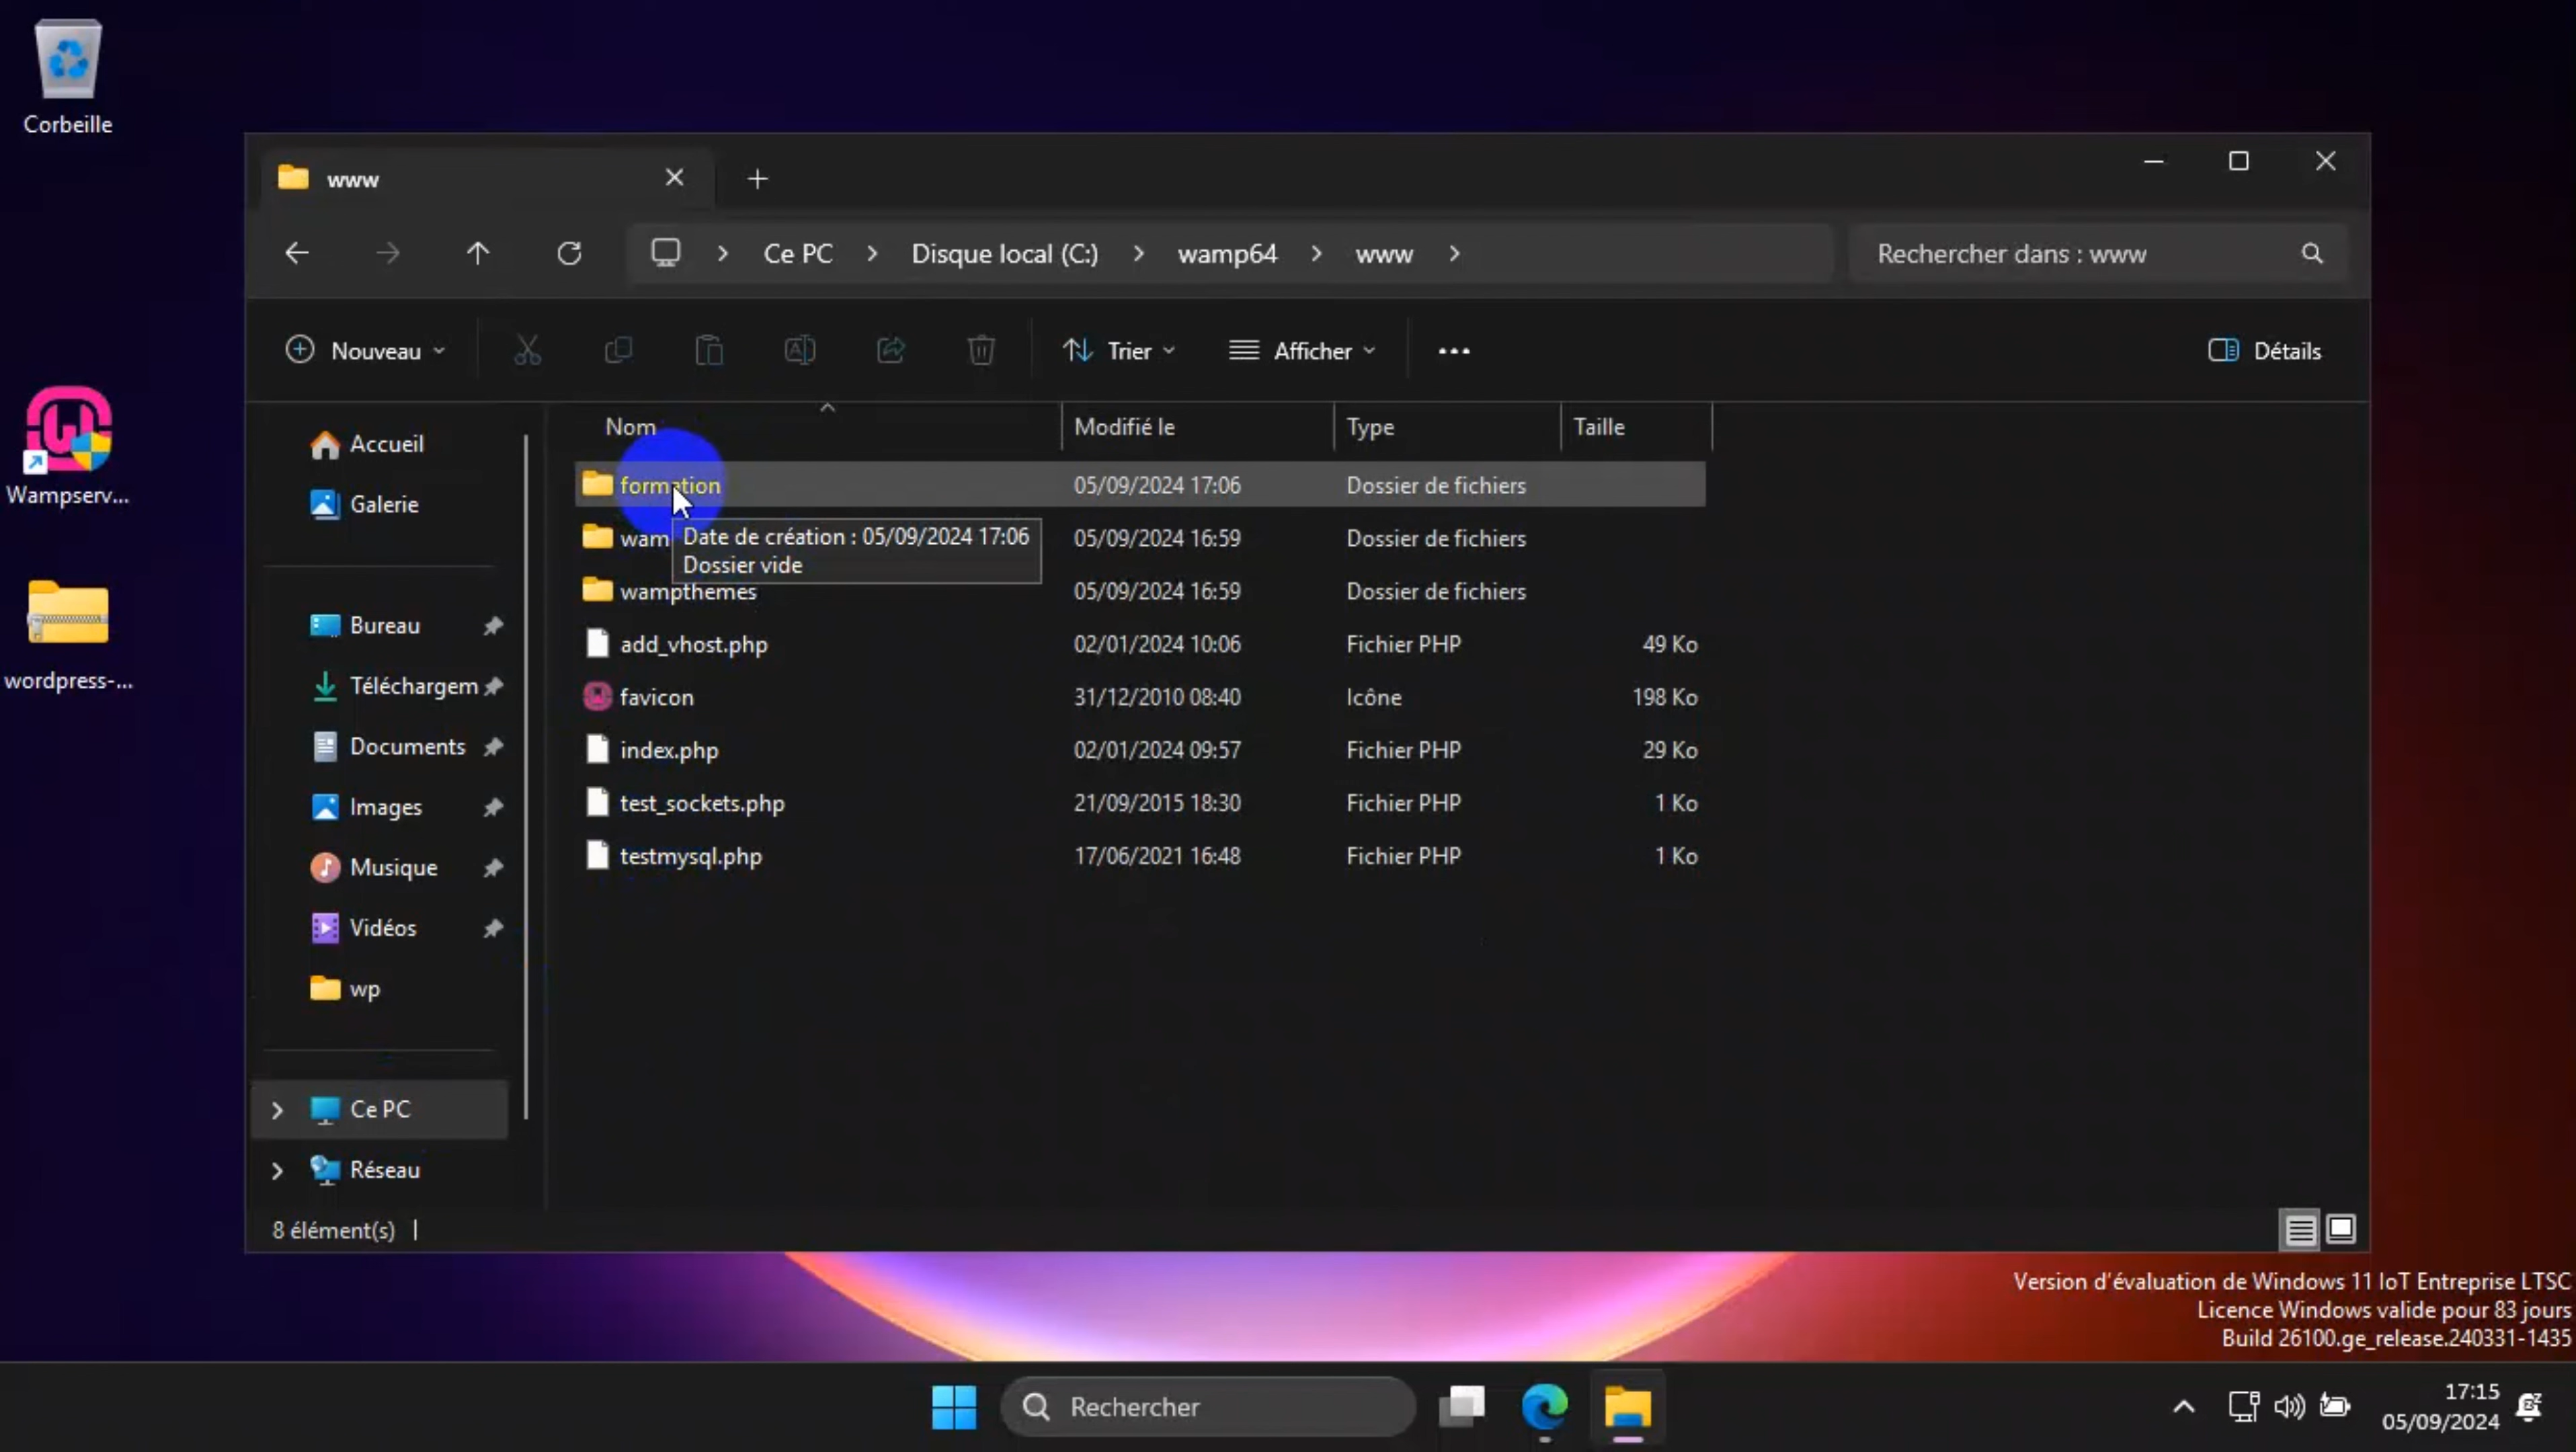 Corbeille
Wampserv...
wordpress-...
www
Ce PC
Disque local (C:)
wamp64
www
Rechercher dans : www
Nouveau
Trier
Afficher
Détails
Accueil
Galerie
Bureau
Téléchargem
Documents
Images
Musique
Vidéos
wp
Ce PC
Réseau
Nom Modifié le Type Taille
formation 05/09/2024 17:06 Dossier de fichiers
wam 05/09/2024 16:59 Dossier de fichiers
Date de création : 05/09/2024 17:06
Dossier vide
wampthemes 05/09/2024 16:59 Dossier de fichiers
add_vhost.php 02/01/2024 10:06 Fichier PHP 49 Ko
favicon 31/12/2010 08:40 Icône 198 Ko
index.php 02/01/2024 09:57 Fichier PHP 29 Ko
test_sockets.php 21/09/2015 18:30 Fichier PHP 1 Ko
testmysql.php 17/06/2021 16:48 Fichier PHP 1 Ko
8 élément(s)
Version d'évaluation de Windows 11 IoT Entreprise LTSC
Licence Windows valide pour 83 jours
Build 26100.ge_release.240331-1435
Rechercher
17:15
05/09/2024